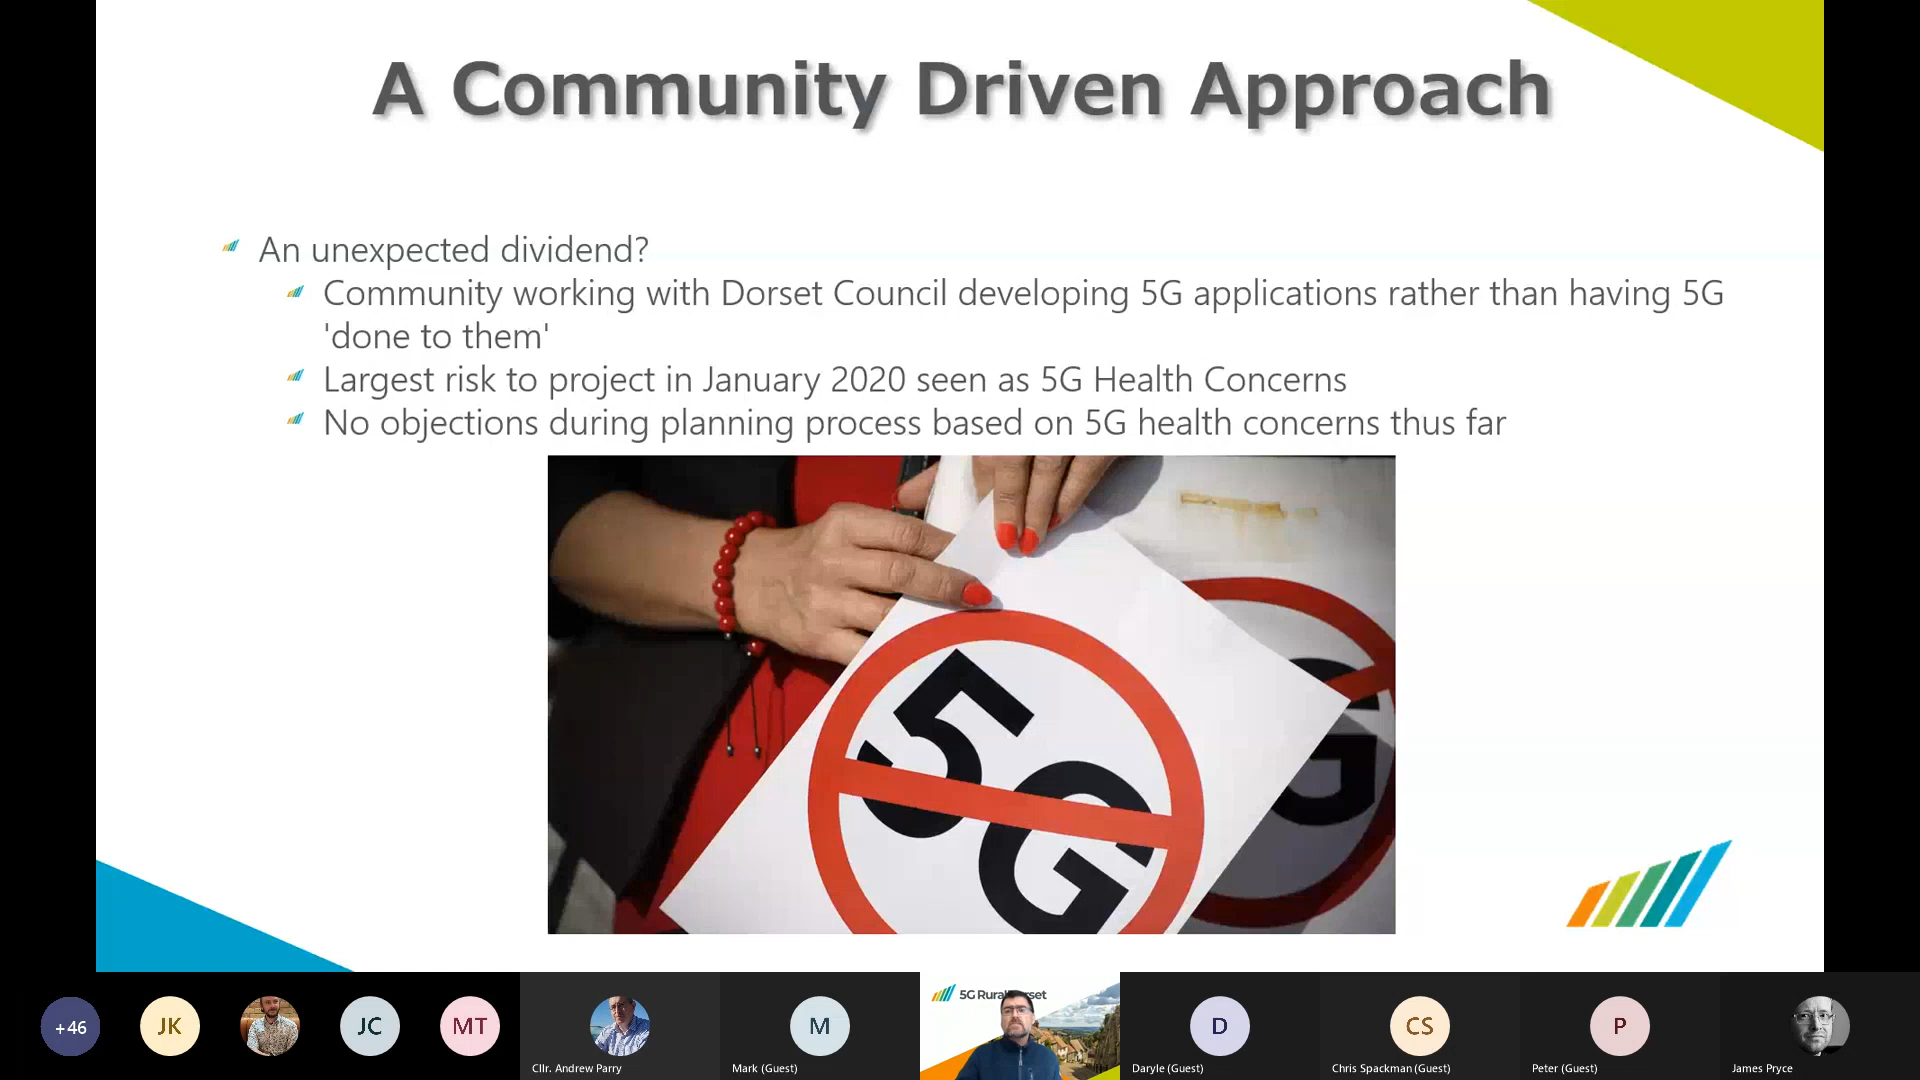 A Community Driven Approach
An unexpected dividend?
Community working with Dorset Council developing 5G applications rather than having 5G
'done to them'
Largest risk to project in January 2020 seen as 5G Health Concerns
No objections during planning process based on 5G health concerns thus far
5G
G
+46
JK
JC
MT
Cllr. Andrew Parry
M
Mark (Guest)
5G Rural Dorset
D
Daryle (Guest)
CS
Chris Spackman (Guest)
P
Peter (Guest)
James Pryce